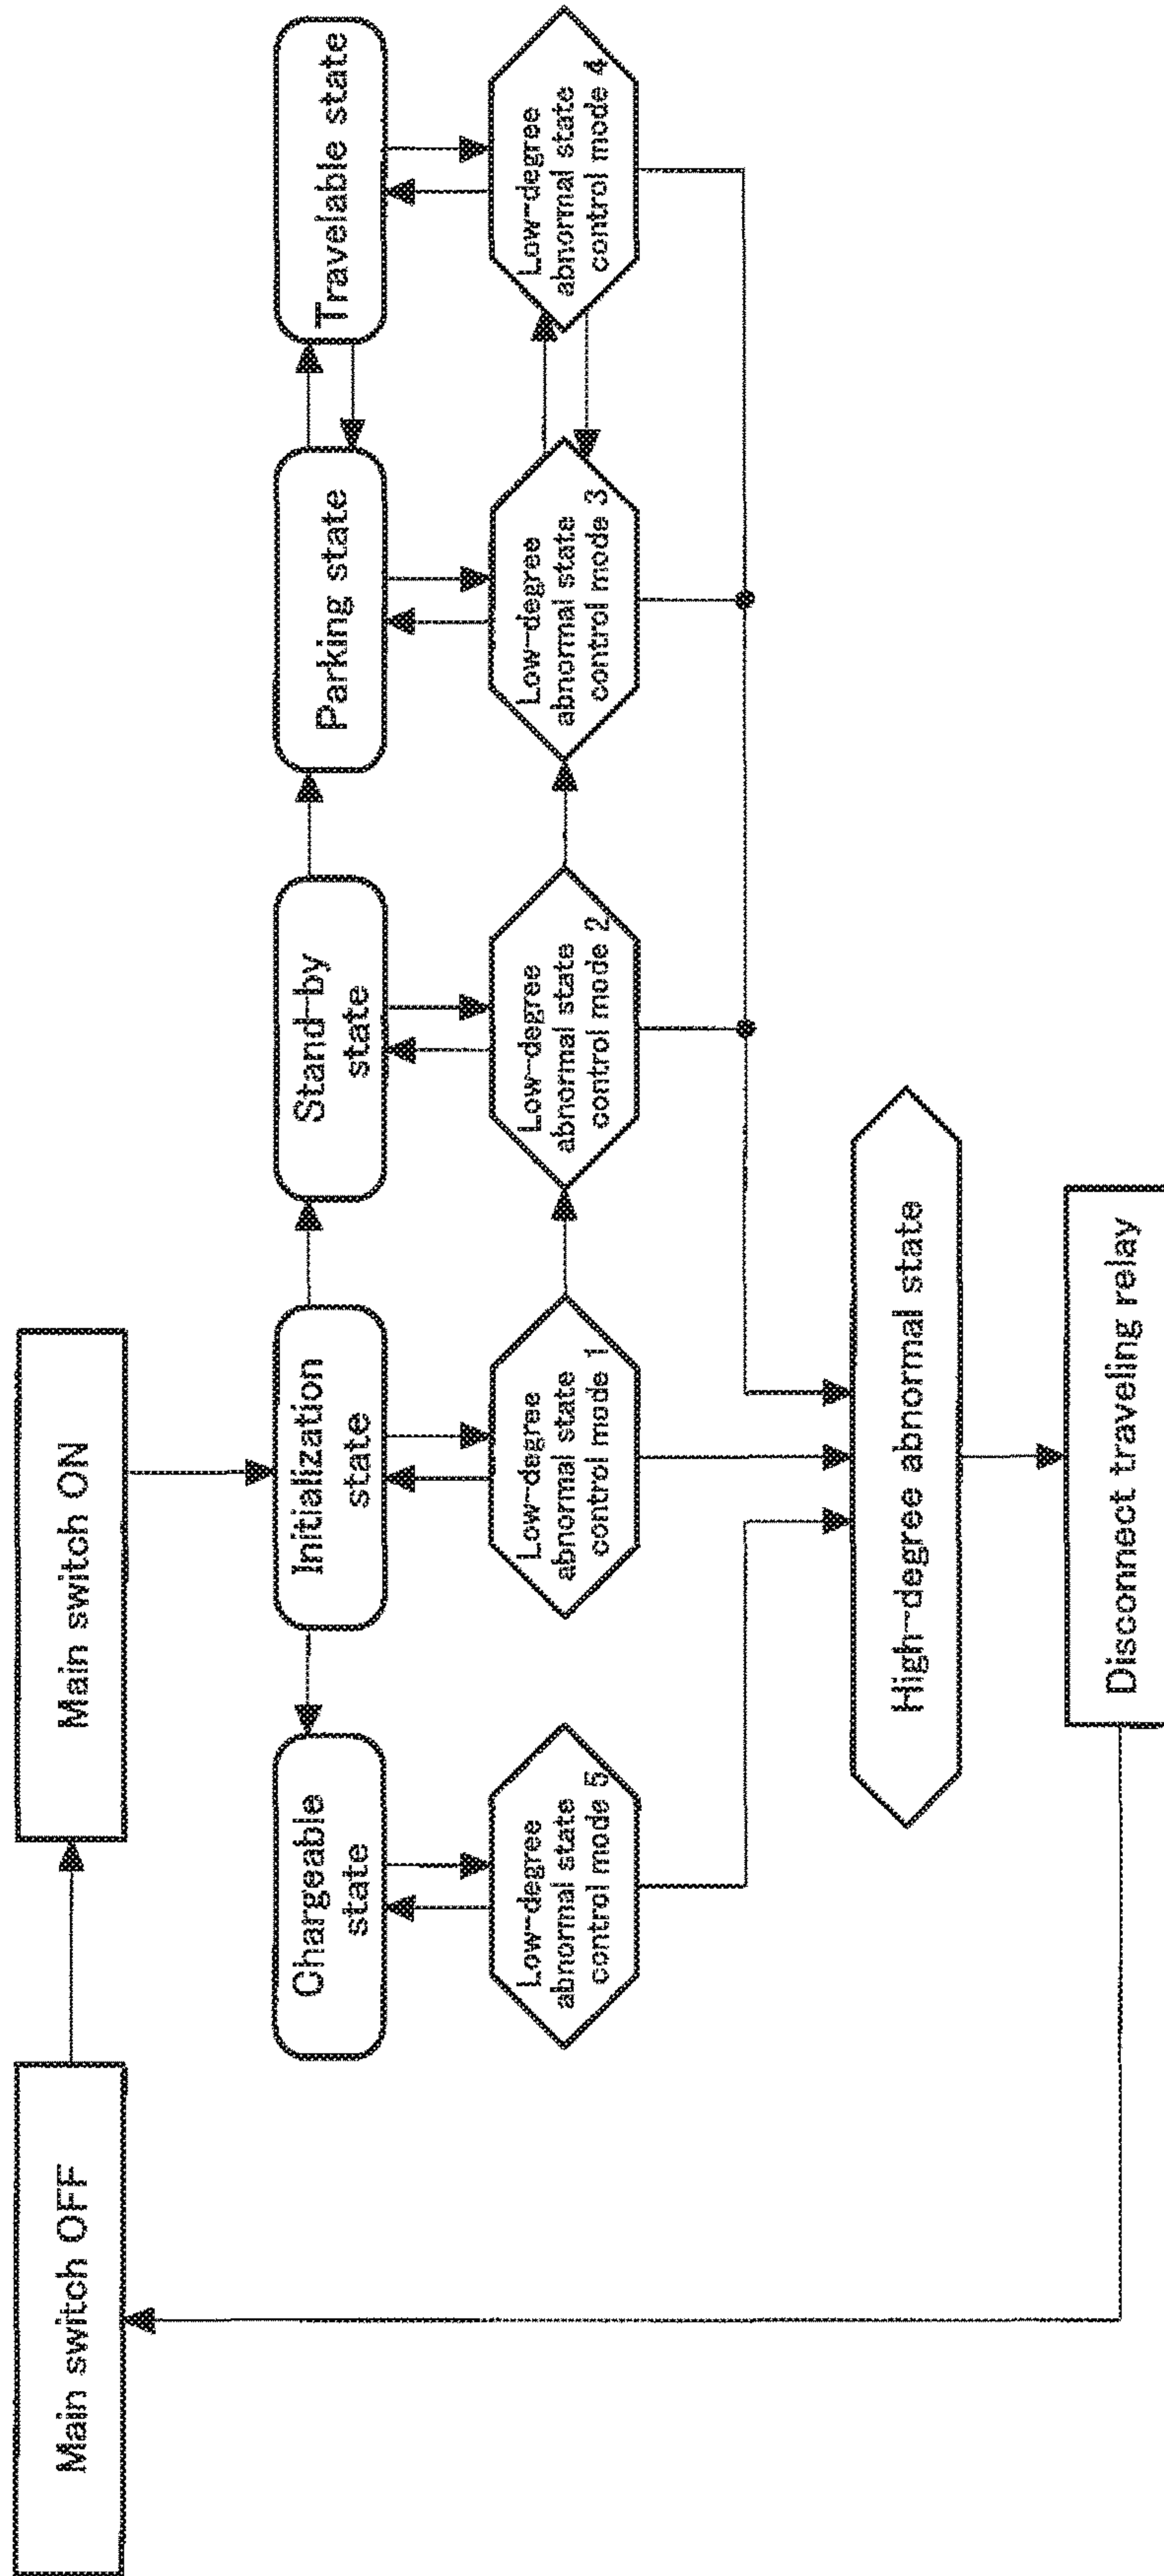 Main switch OFF
Main switch ON
Chargeable
state
Initialization
state
Stand-by
state
Parking state
Travelable state
Low-degree
abnormal state
control mode 5
Low-degree
abnormal state
control mode 1
Low-degree
abnormal state
control mode 2
Low-degree
abnormal state
control mode 3
Low-degree
abnormal state
control mode 4
High-degree abnormal state
Disconnect traveling relay